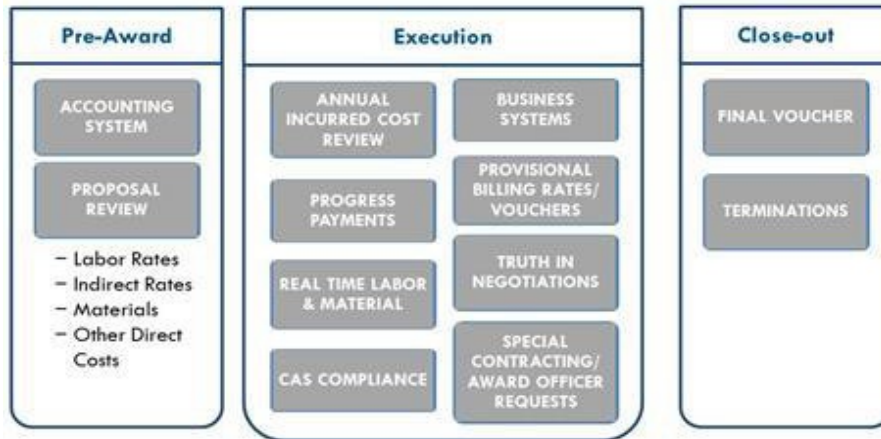 Pre-Award
ACCOUNTING
SYSTEM
PROPOSAL
REVIEW
– Labor Rates
– Indirect Rates
– Materials
– Other Direct
Costs
Execution
ANNUAL
INCURRED COST
REVIEW
PROGRESS
PAYMENTS
REAL TIME LABOR
& MATERIAL
CAS COMPLIANCE
BUSINESS
SYSTEMS
PROVISIONAL
BILLING RATES/
VOUCHERS
TRUTH IN
NEGOTIATIONS
SPECIAL
CONTRACTING/
AWARD OFFICER
REQUESTS
Close-out
FINAL VOUCHER
TERMINATIONS